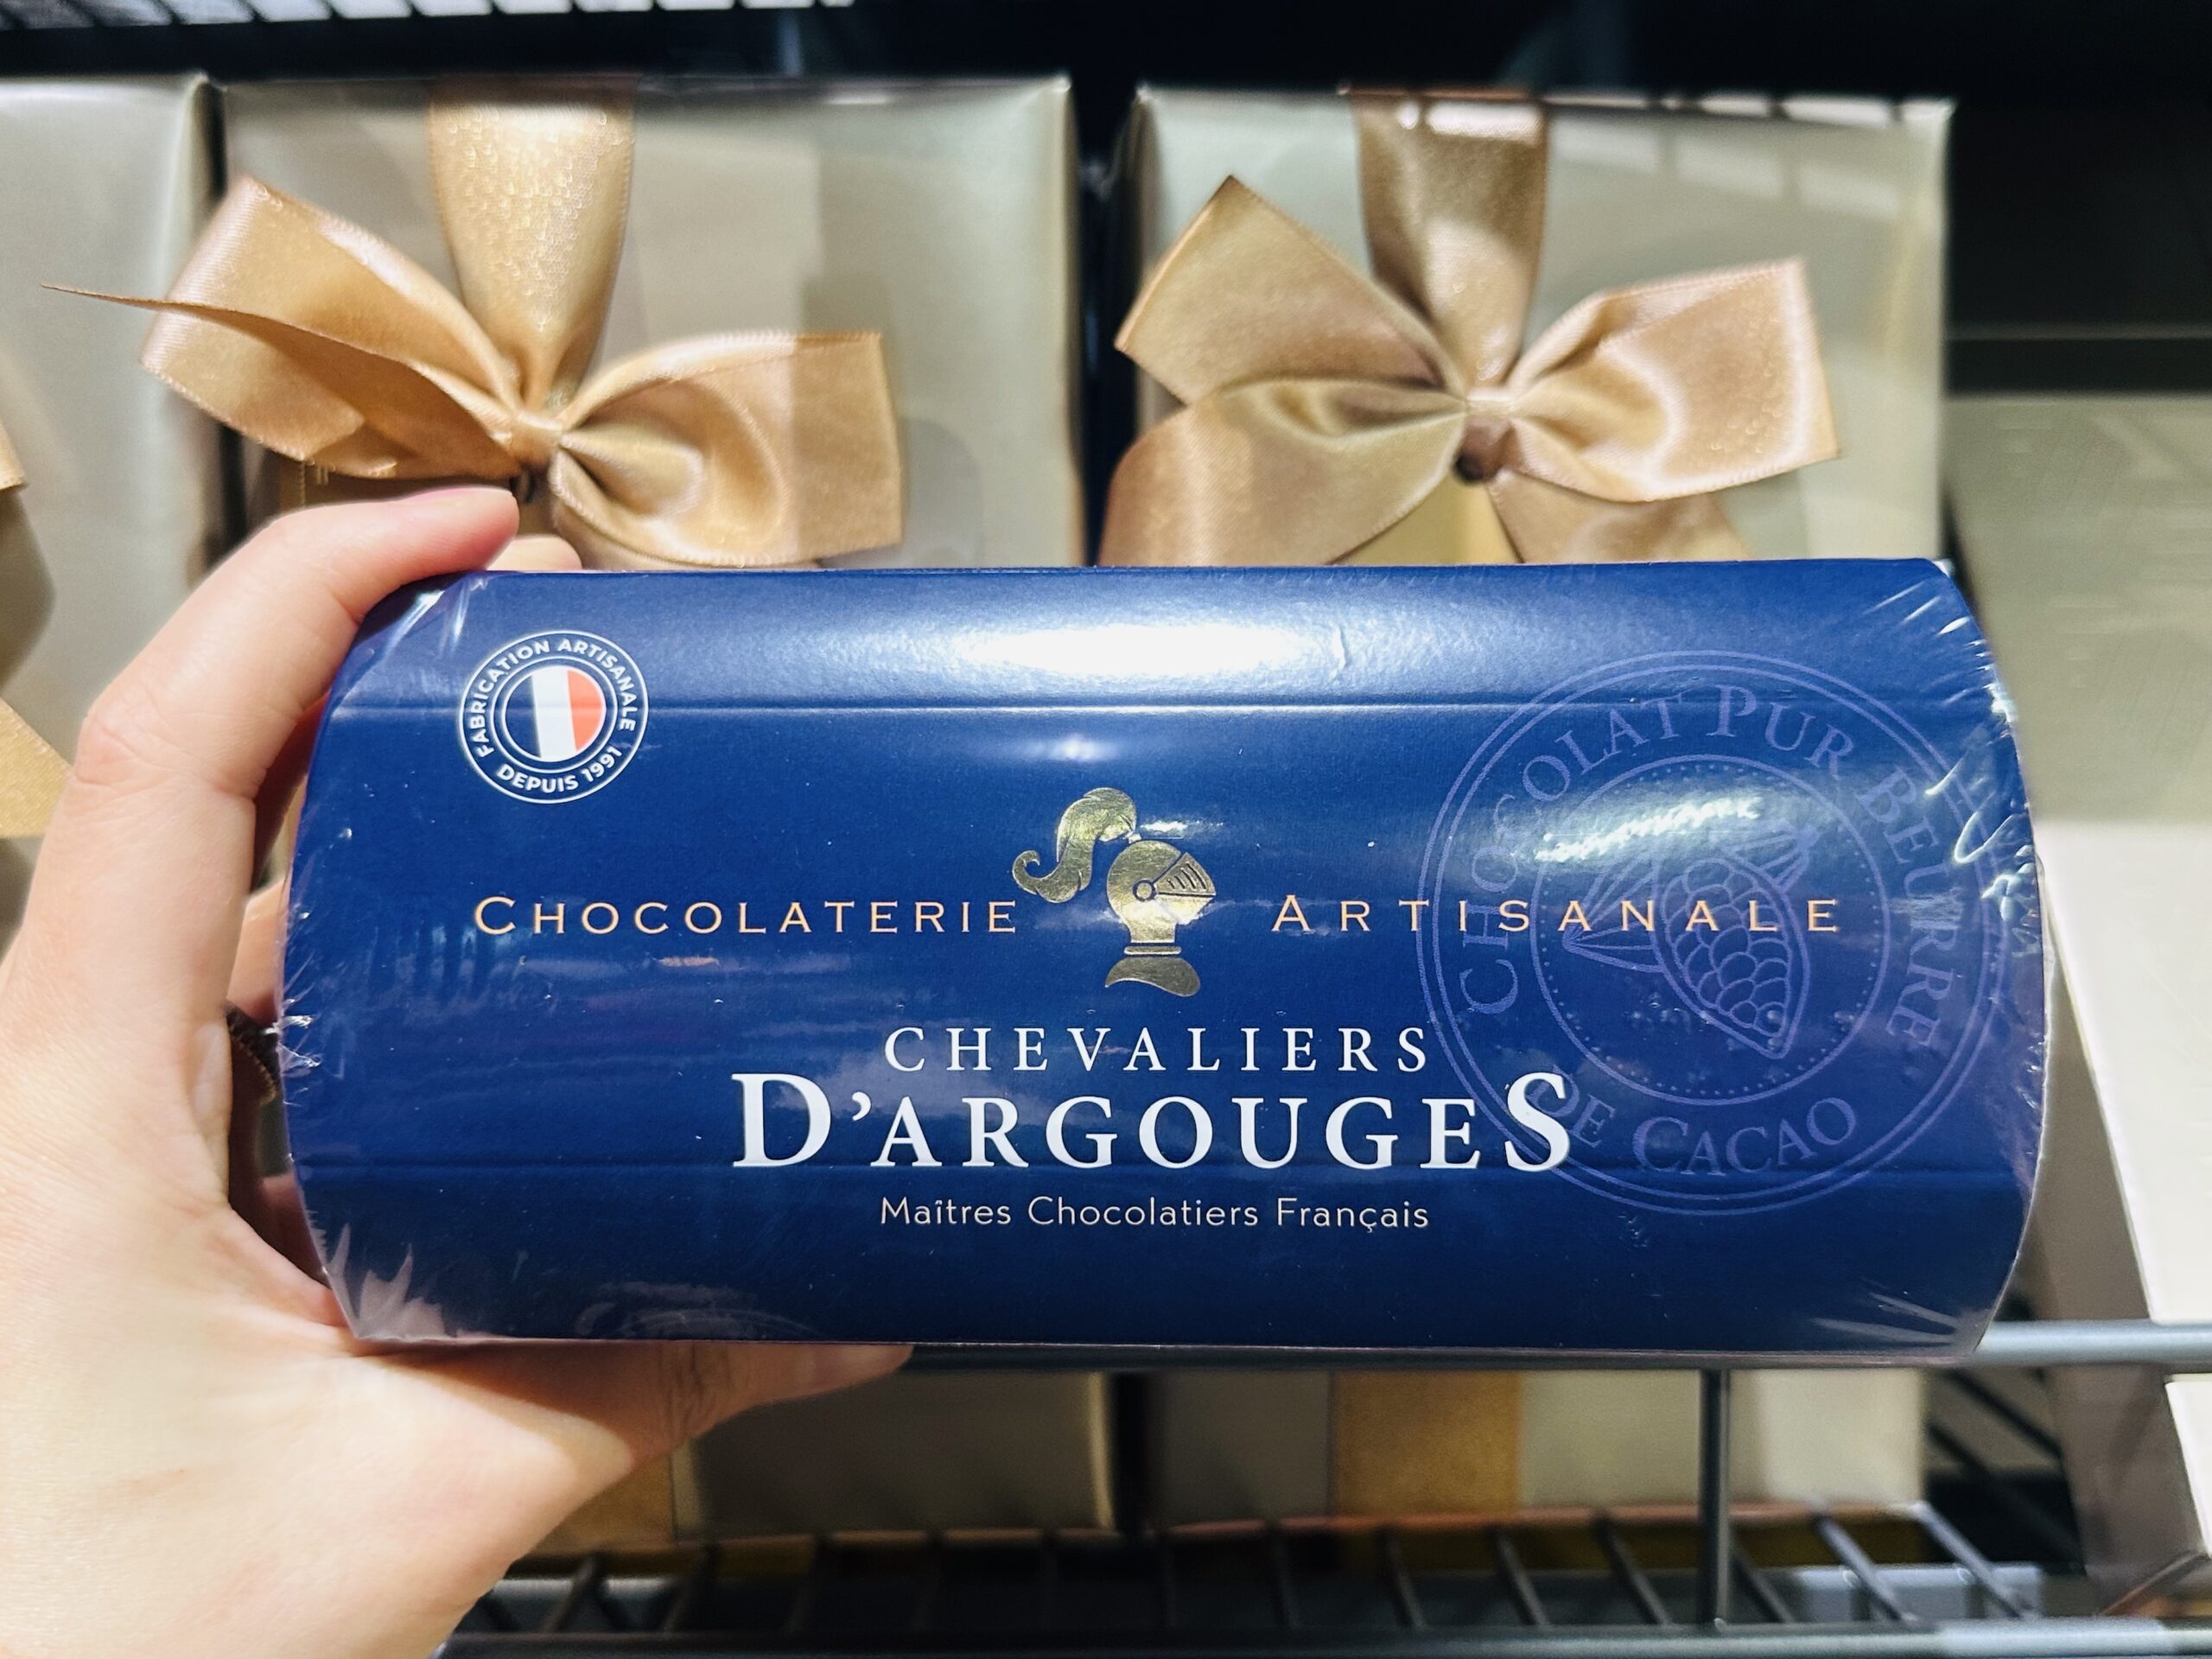 FABRICATION ARTISANALE
DEPUIS 1991
CHOCOLATERIE ARTISANALE
CHEVALIERS
D’ARGOUGES
Maîtres Chocolatiers Français
CHOCOLAT PUR BEURRE
DE CACAO